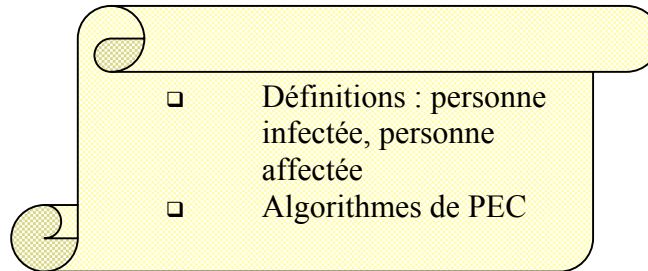 ❑ Définitions : personne
infectée, personne
affectée
❑ Algorithmes de PEC